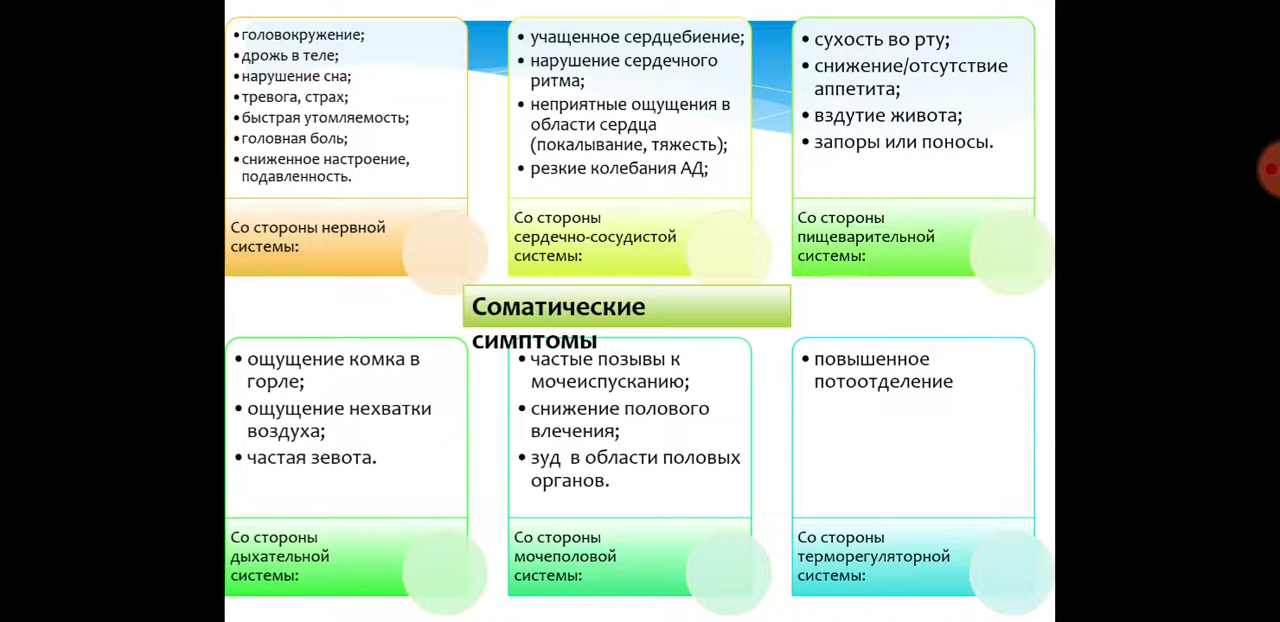 •головокружение;
•дрожь в теле;
•нарушение сна;
•тревога, страх;
•быстрая утомляемость;
•головная боль;
•сниженное настроение,
подавленность.
Со стороны нервной
системы:
• учащенное сердцебиение;
• нарушение сердечного
ритма;
• неприятные ощущения в
области сердца
(покалывание, тяжесть);
• резкие колебания АД;
Со стороны
сердечно-сосудистой
системы:
• сухость во рту;
• снижение/отсутствие
аппетита;
• вздутие живота;
• запоры или поносы.
Со стороны
пищеварительной
системы:
Соматические
симптомы
• ощущение комка в
горле;
• ощущение нехватки
воздуха;
• частая зевота.
Со стороны
дыхательной
системы:
• частые позывы к
мочеиспусканию;
• снижение полового
влечения;
• зуд  в области половых
органов.
Со стороны
мочеполовой
системы:
• повышенное
потоотделение
Со стороны
терморегуляторной
системы: